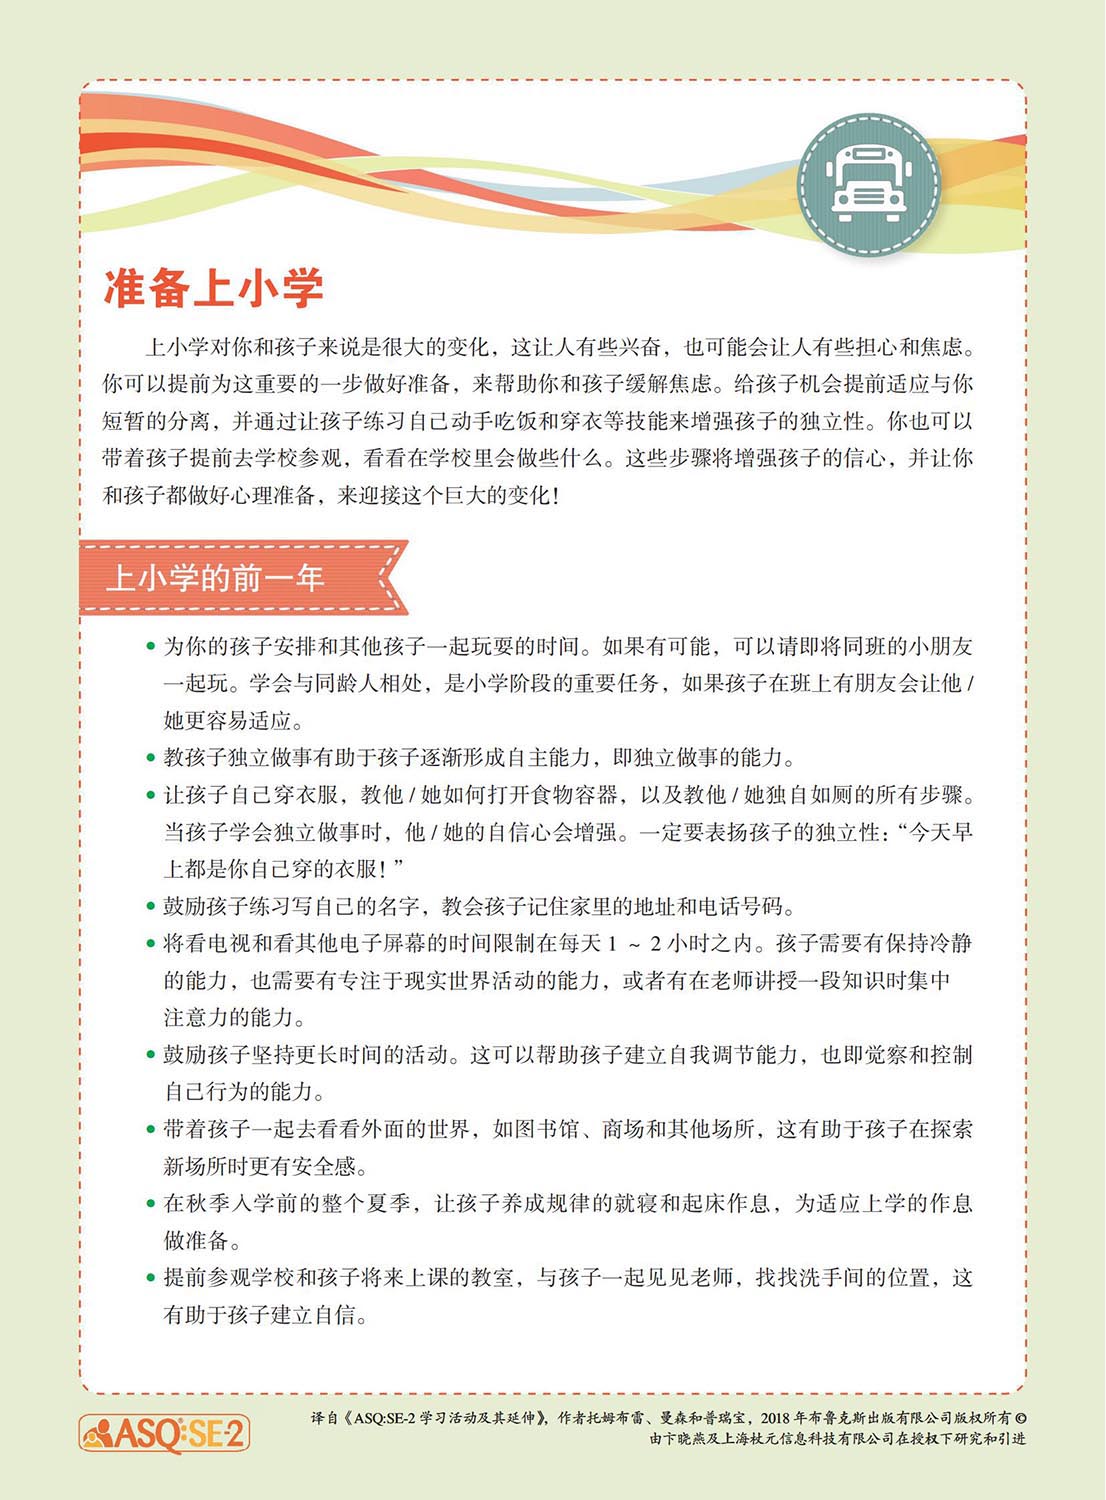 准备上小学
上小学对你和孩子来说是很大的变化，这让人有些兴奋，也可能会让人有些担心和焦虑。
你可以提前为这重要的一步做好准备，来帮助你和孩子缓解焦虑。给孩子机会提前适应与你
短暂的分离，并通过让孩子练习自己动手吃饭和穿衣等技能来增强孩子的独立性。你也可以
带着孩子提前去学校参观，看看在学校里会做些什么。这些步骤将增强孩子的信心，并让你
和孩子都做好心理准备，来迎接这个巨大的变化！
上小学的前一年
• 为你的孩子安排和其他孩子一起玩耍的时间。如果有可能，可以请即将同班的小朋友
一起玩。学会与同龄人相处，是小学阶段的重要任务，如果孩子在班上有朋友会让他 /
她更容易适应。
• 教孩子独立做事有助于孩子逐渐形成自主能力，即独立做事的能力。
• 让孩子自己穿衣服，教他 / 她如何打开食物容器，以及教他 / 她独自如厕的所有步骤。
当孩子学会独立做事时，他 / 她的自信心会增强。一定要表扬孩子的独立性：“今天早
上都是你自己穿的衣服！”
• 鼓励孩子练习写自己的名字，教会孩子记住家里的地址和电话号码。
• 将看电视和看其他电子屏幕的时间限制在每天 1 ~ 2 小时之内。孩子需要有保持冷静
的能力，也需要有专注于现实世界活动的能力，或者有在老师讲授一段知识时集中
注意力的能力。
• 鼓励孩子坚持更长时间的活动。这可以帮助孩子建立自我调节能力，也即觉察和控制
自己行为的能力。
• 带着孩子一起去看看外面的世界，如图书馆、商场和其他场所，这有助于孩子在探索
新场所时更有安全感。
• 在秋季入学前的整个夏季，让孩子养成规律的就寝和起床作息，为适应上学的作息
做准备。
• 提前参观学校和孩子将来上课的教室，与孩子一起见见老师，找找洗手间的位置，这
有助于孩子建立自信。
ASQ:SE-2
译自《ASQ:SE-2 学习活动及其延伸》，作者托姆布雷、曼森和普瑞宝，2018 年布鲁克斯出版有限公司版权所有 ©
由卞晓燕及上海杖元信息科技有限公司在授权下研究和引进